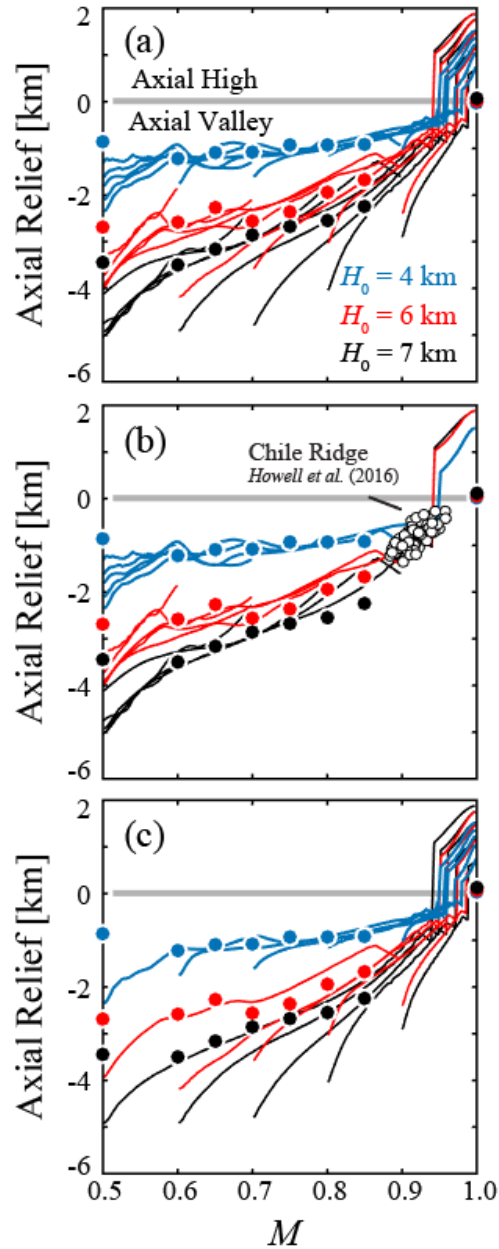 (a)
Axial High
Axial Valley
H₀ = 4 km
H₀ = 6 km
H₀ = 7 km
Axial Relief [km]
2
0
-2
-4
-6
(b)
Chile Ridge
Howell et al. (2016)
Axial Relief [km]
2
0
-2
-4
-6
(c)
Axial Relief [km]
2
0
-2
-4
-6
0.5 0.6 0.7 0.8 0.9 1.0
M